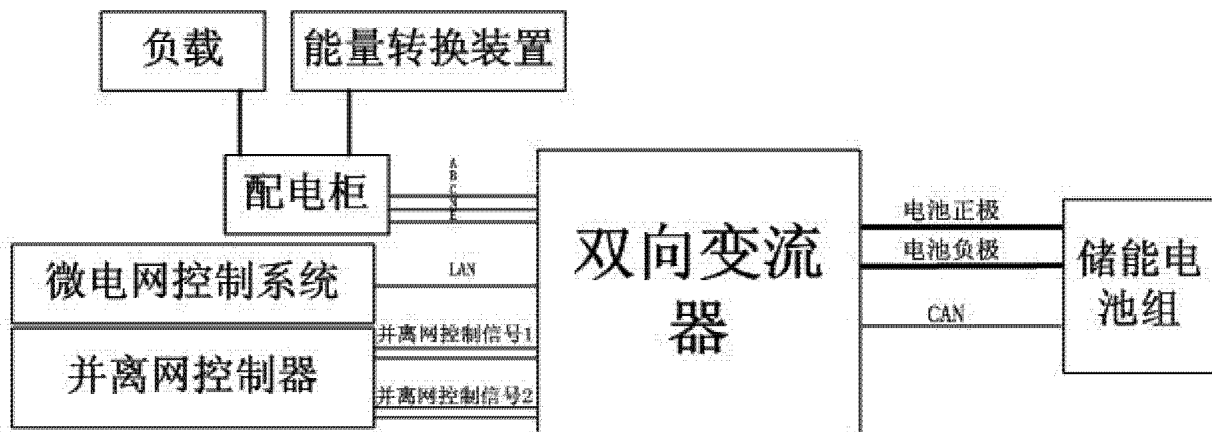 负载
能量转换装置
配电柜
A
B
C
N
E
双向变流
器
电池正极
电池负极
储能电
池组
微电网控制系统
LAN
CAN
并离网控制器
并离网控制信号1
并离网控制信号2